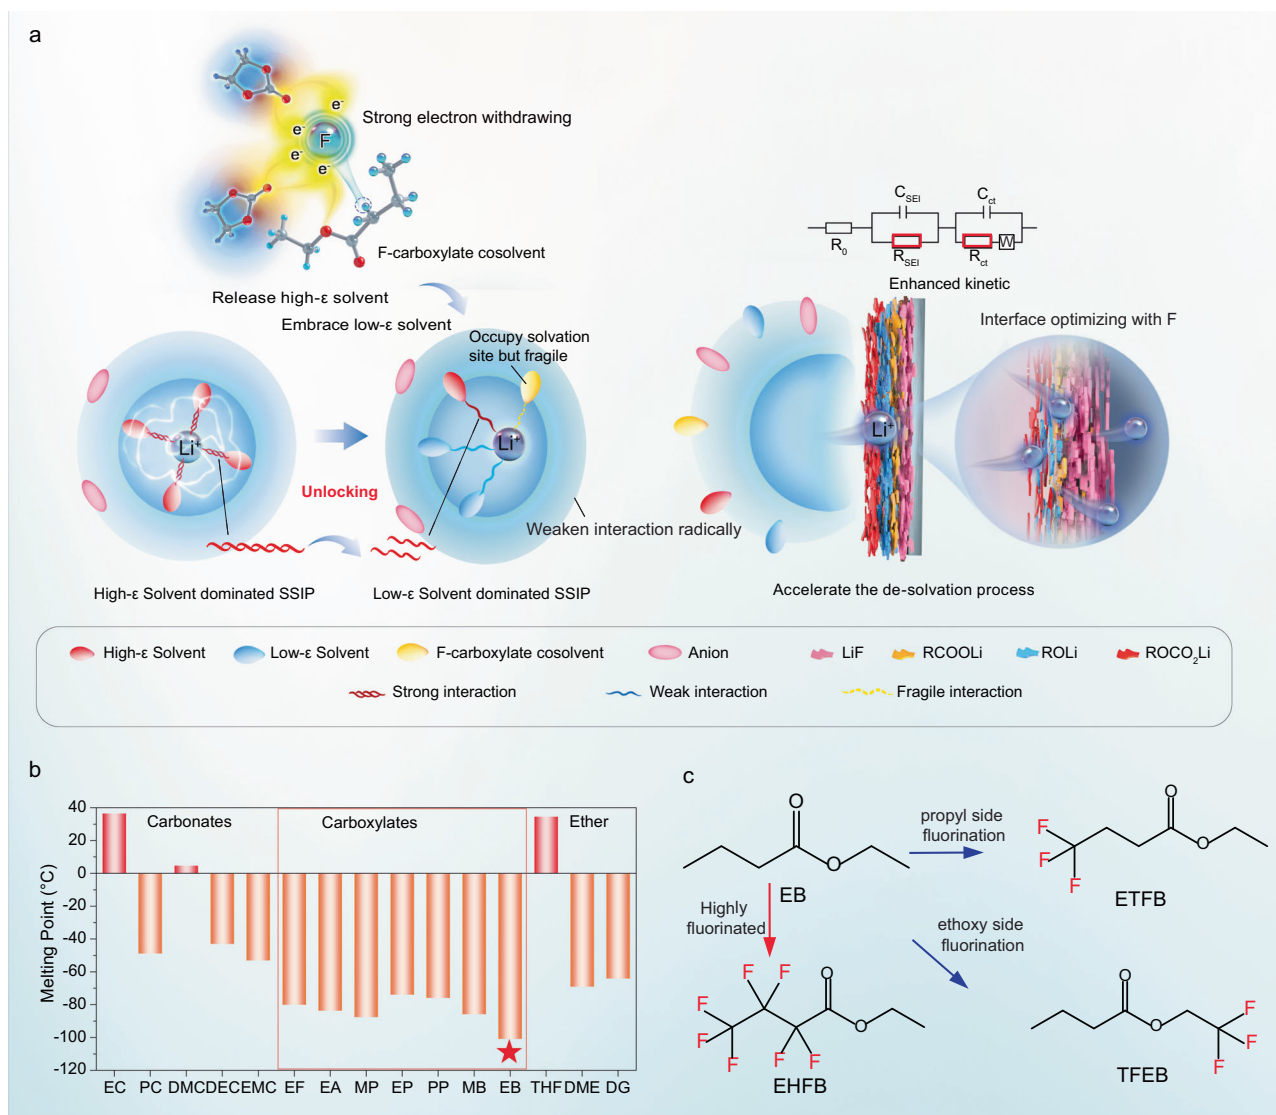 a
e-
Strong electron withdrawing
e-
F
e-
e-
F-carboxylate cosolvent
Release high-ε solvent
Embrace low-ε solvent
Occupy solvation
site but fragile
Li+
Li+
Unlocking
Weaken interaction radically
High-ε Solvent dominated SSIP
Low-ε Solvent dominated SSIP
CSEI
Cct
R0
RSEI
Rct
W
Enhanced kinetic
Interface optimizing with F
Li+
Accelerate the de-solvation process
High-ε Solvent
Low-ε Solvent
F-carboxylate cosolvent
Anion
LiF
RCOOLi
ROLi
ROCO2Li
Strong interaction
Weak interaction
Fragile interaction
b
Melting Point (°C)
40
20
0
-20
-40
-60
-80
-100
-120
Carbonates
Carboxylates
Ether
EC PC DMC DEC EMC EF EA MP EP PP MB EB THF DME DG
c
O
O
EB
propyl side
fluorination
O
O
F
F
F
ETFB
Highly
fluorinated
ethoxy side
fluorination
F F
O
F
F
O
F
F F
EHFB
O
O
F
F
F
TFEB